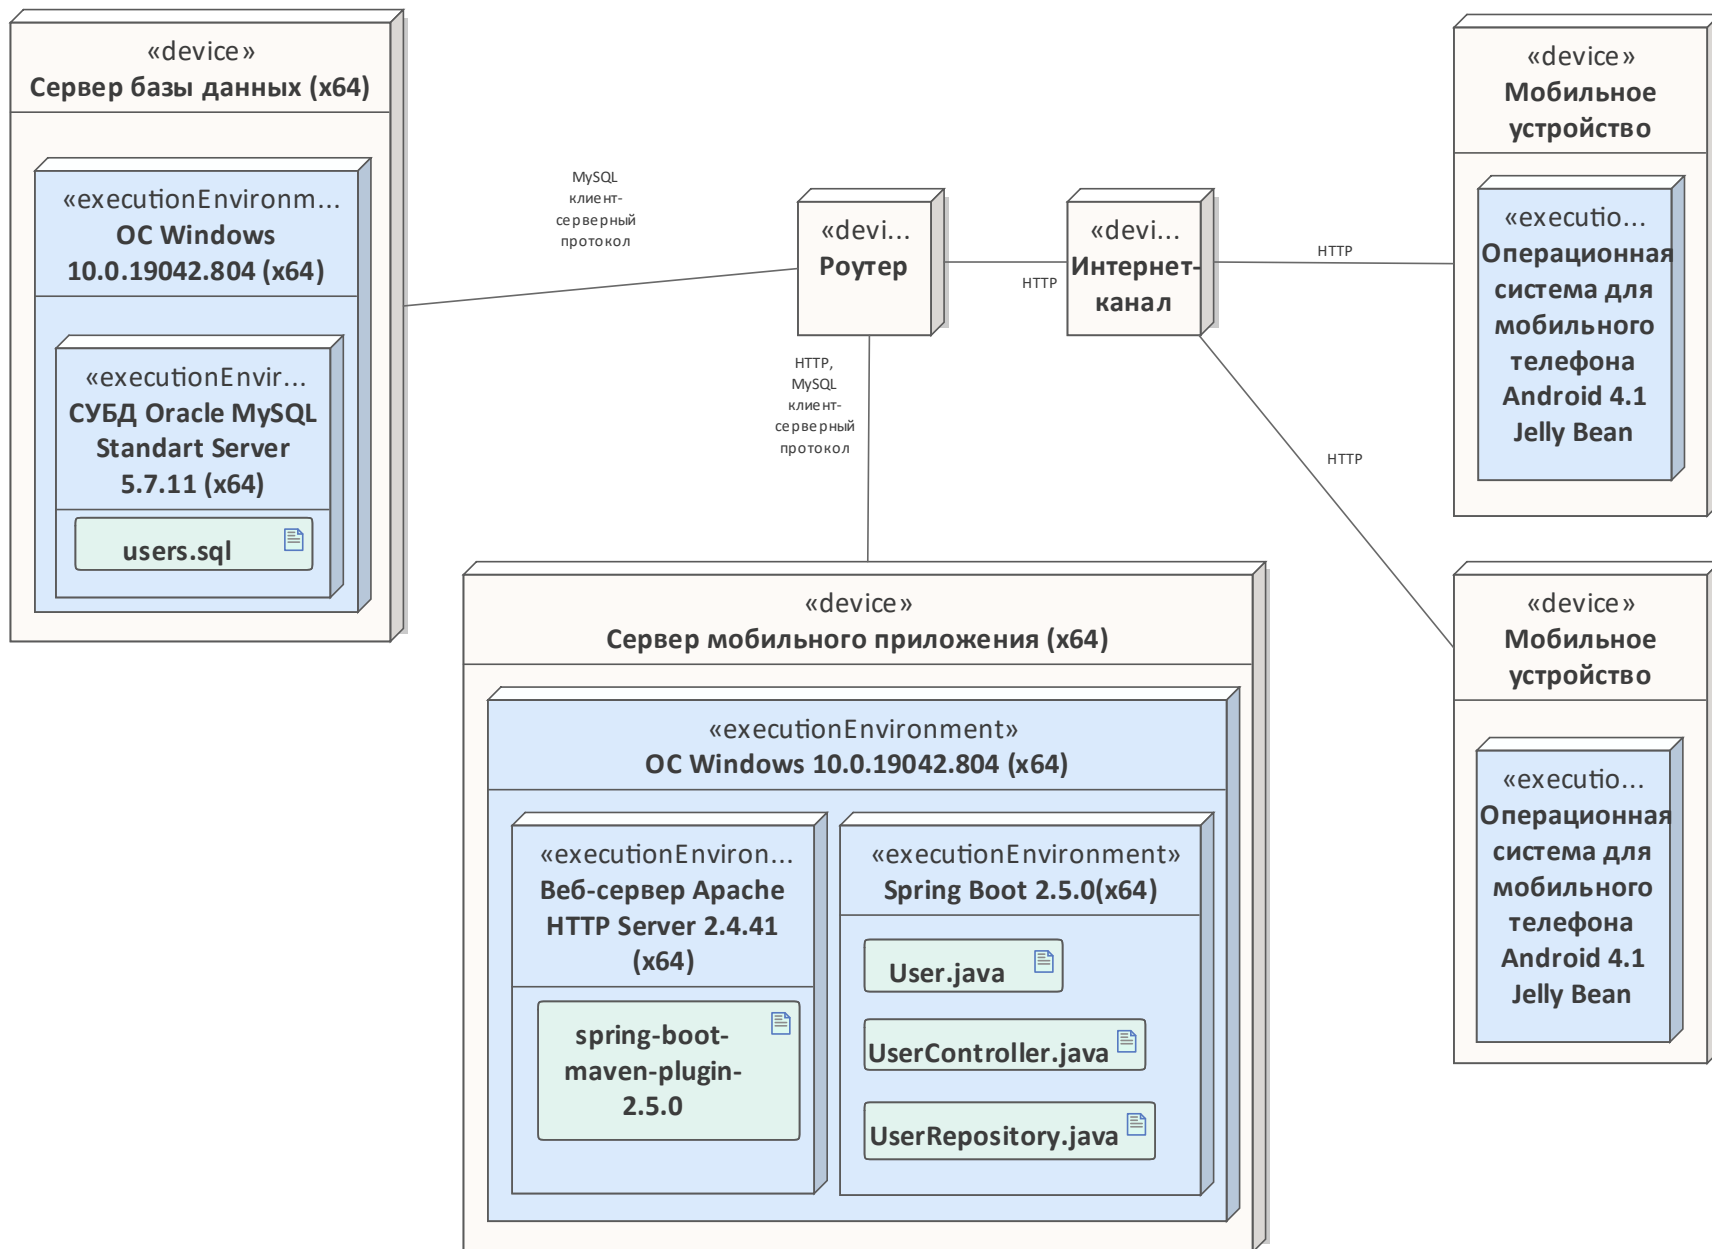 «device»
Сервер базы данных (x64)
«executionEnvironm...
ОС Windows
10.0.19042.804 (x64)
«executionEnvir...
СУБД Oracle MySQL
Standart Server
5.7.11 (x64)
users.sql
MySQL
клиент-
серверный
протокол
«devi...
Роутер
HTTP
«devi...
Интернет-
канал
HTTP
HTTP
HTTP,
MySQL
клиент-
серверный
протокол
«device»
Мобильное
устройство
«executio...
Операционная
система для
мобильного
телефона
Android 4.1
Jelly Bean
«device»
Мобильное
устройство
«executio...
Операционная
система для
мобильного
телефона
Android 4.1
Jelly Bean
«device»
Сервер мобильного приложения (x64)
«executionEnvironment»
ОС Windows 10.0.19042.804 (x64)
«executionEnviron...
Веб-сервер Apache
HTTP Server 2.4.41
(x64)
spring-boot-
maven-plugin-
2.5.0
«executionEnvironment»
Spring Boot 2.5.0(x64)
User.java
UserController.java
UserRepository.java